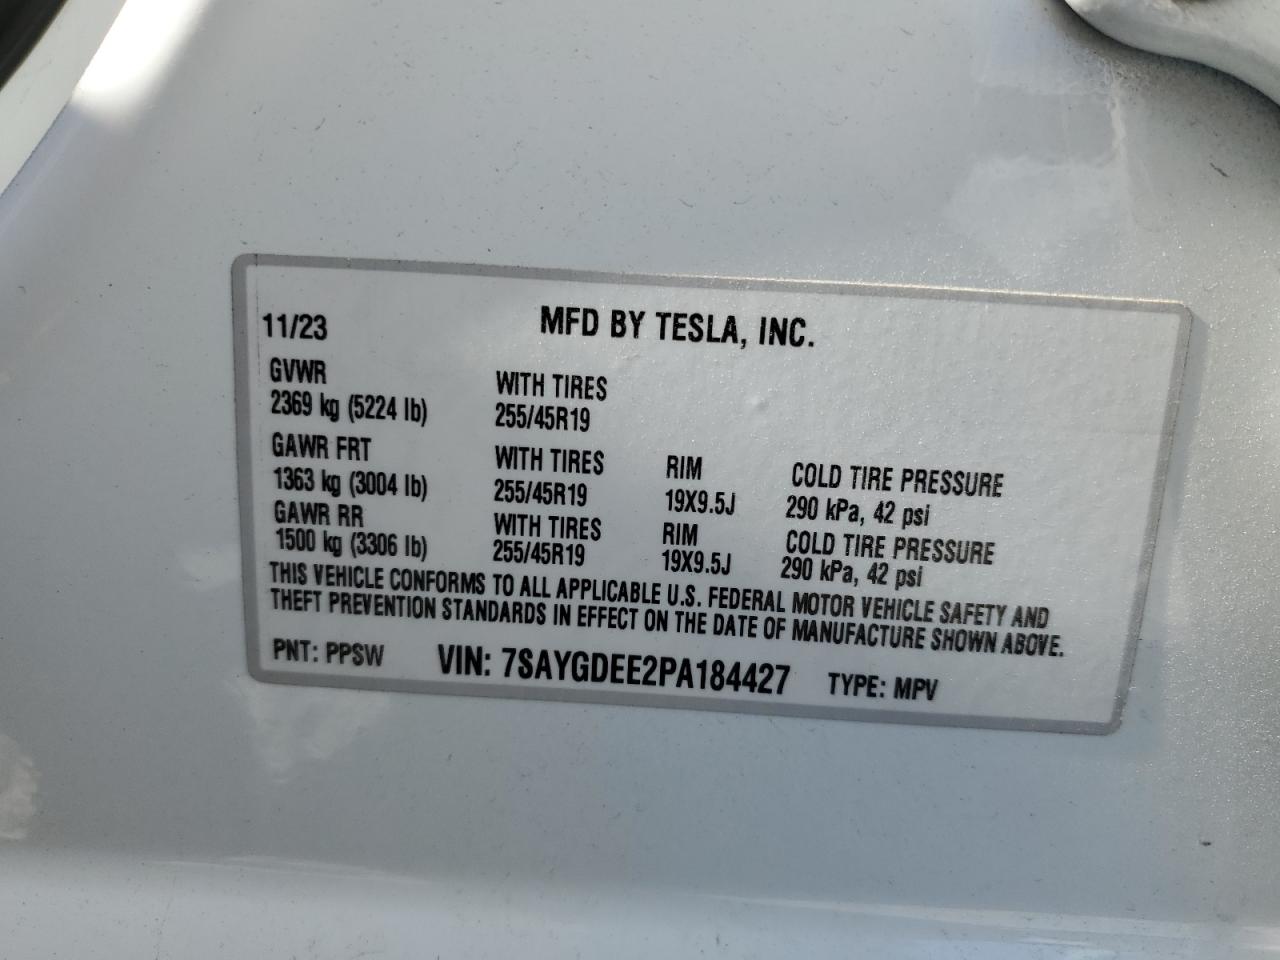 11/23 MFD BY TESLA, INC.
GVWR WITH TIRES
2369 kg (5224 lb) 255/45R19
GAWR FRT WITH TIRES RIM COLD TIRE PRESSURE
1363 kg (3004 lb) 255/45R19 19X9.5J 290 kPa, 42 psi
GAWR RR WITH TIRES RIM COLD TIRE PRESSURE
1500 kg (3306 lb) 255/45R19 19X9.5J 290 kPa, 42 psi
THIS VEHICLE CONFORMS TO ALL APPLICABLE U.S. FEDERAL MOTOR VEHICLE SAFETY AND
THEFT PREVENTION STANDARDS IN EFFECT ON THE DATE OF MANUFACTURE SHOWN ABOVE.
PNT: PPSW VIN: 7SAYGDEE2PA184427 TYPE: MPV